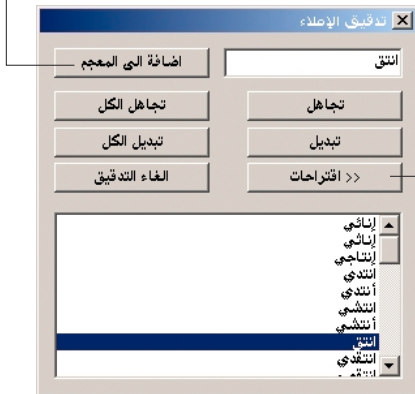 تدقيق الإملاء
انتق
اضافة الى المعجم
تجاهل
تجاهل الكل
تبديل
تبديل الكل
<< اقتراحات
الغاء التدقيق
إنائي
إناثي
إنتاجي
انتدي
أنتدي
انتشي
أنتشي
انتق
انتقدي